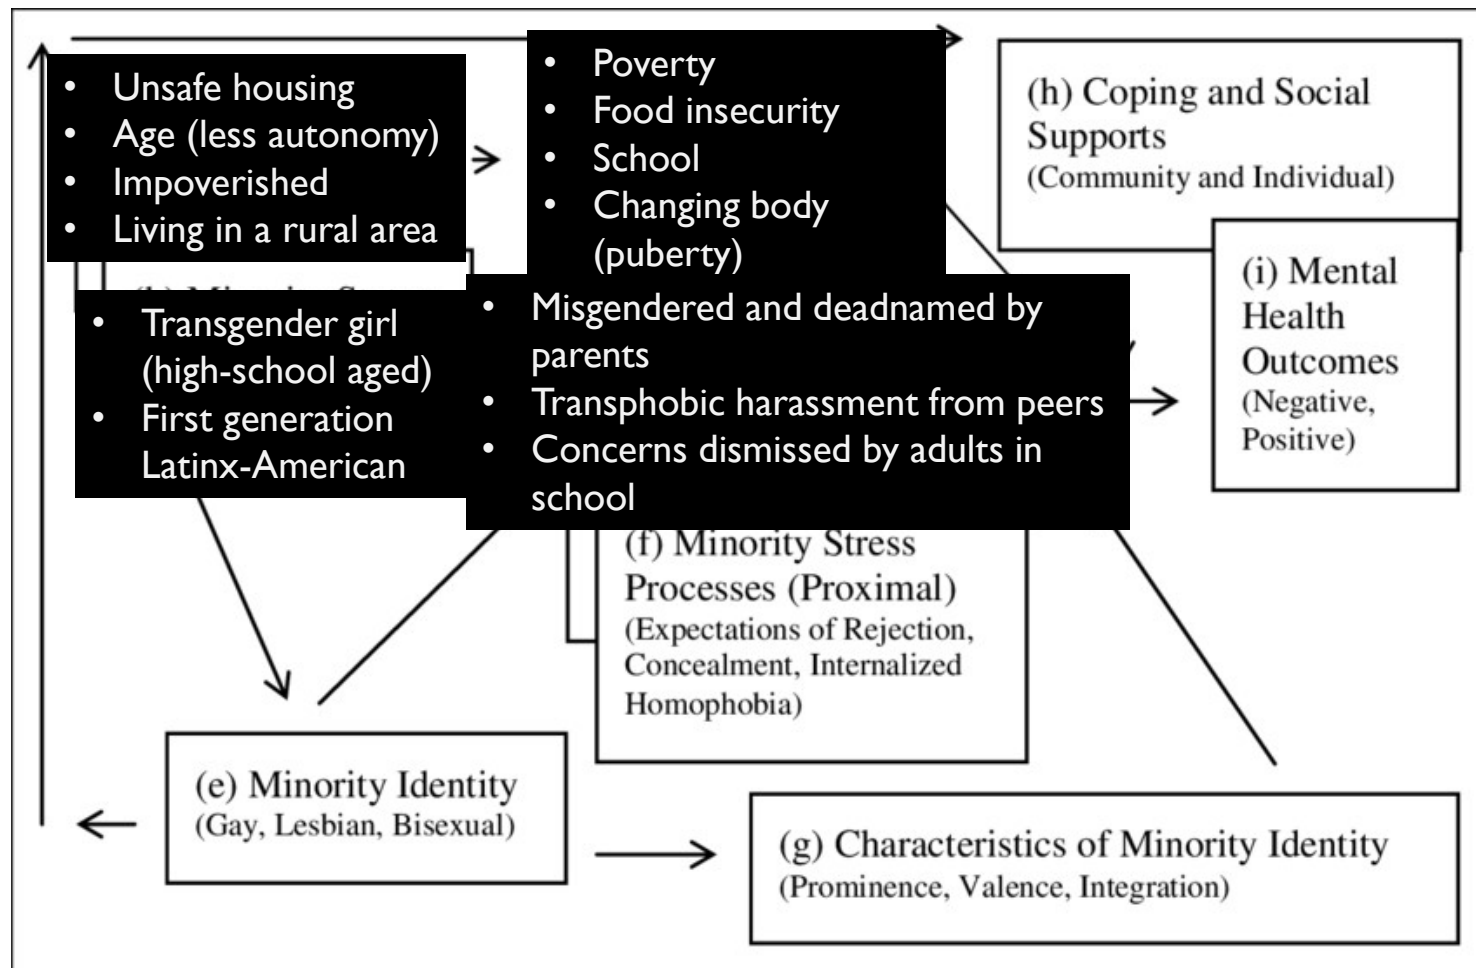 • Unsafe housing
• Age (less autonomy)
• Impoverished
• Living in a rural area
• Poverty
• Food insecurity
• School
• Changing body
(puberty)
(h) Coping and Social
Supports
(Community and Individual)
• Transgender girl
(high-school aged)
• First generation
Latinx-American
• Misgendered and deadnamed by
parents
• Transphobic harassment from peers
• Concerns dismissed by adults in
school
(i) Mental
Health
Outcomes
(Negative,
Positive)
(f) Minority Stress
Processes (Proximal)
(Expectations of Rejection,
Concealment, Internalized
Homophobia)
(e) Minority Identity
(Gay, Lesbian, Bisexual)
(g) Characteristics of Minority Identity
(Prominence, Valence, Integration)